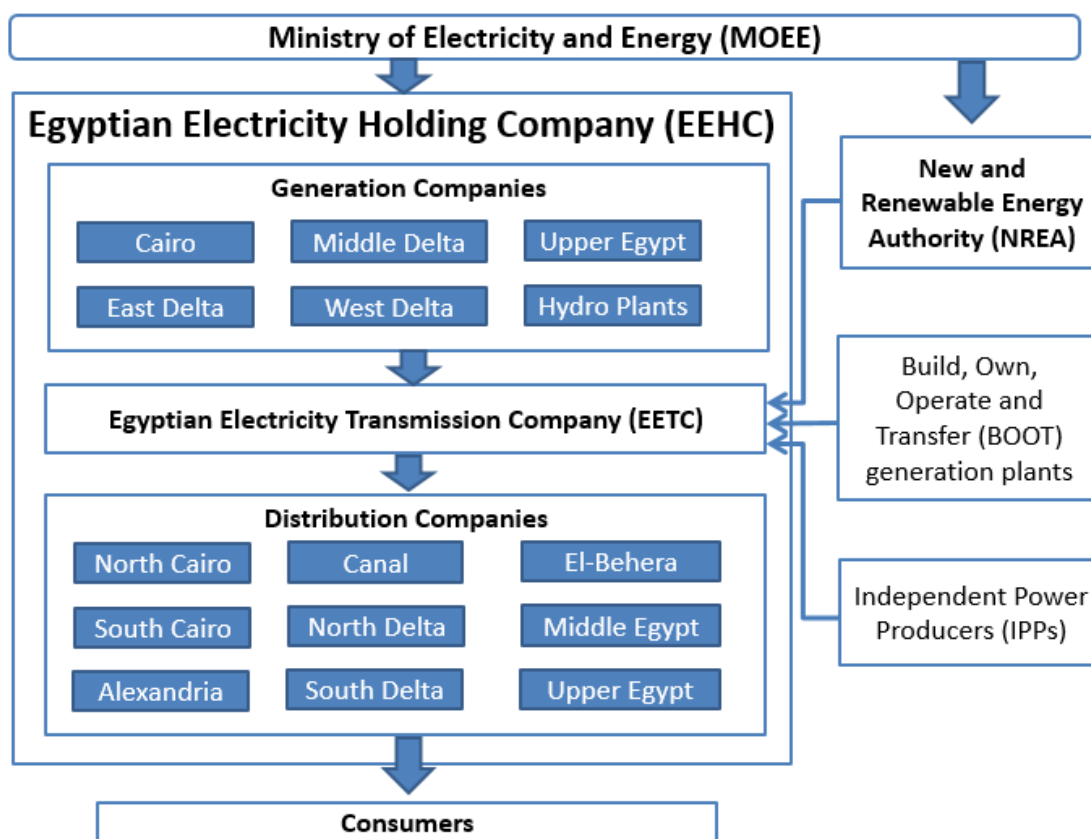 Ministry of Electricity and Energy (MOEE)
Egyptian Electricity Holding Company (EEHC)
Generation Companies
Cairo
Middle Delta
Upper Egypt
East Delta
West Delta
Hydro Plants
Egyptian Electricity Transmission Company (EETC)
Distribution Companies
North Cairo
Canal
El-Behera
South Cairo
North Delta
Middle Egypt
Alexandria
South Delta
Upper Egypt
Consumers
New and
Renewable Energy
Authority (NREA)
Build, Own,
Operate and
Transfer (BOOT)
generation plants
Independent Power
Producers (IPPs)